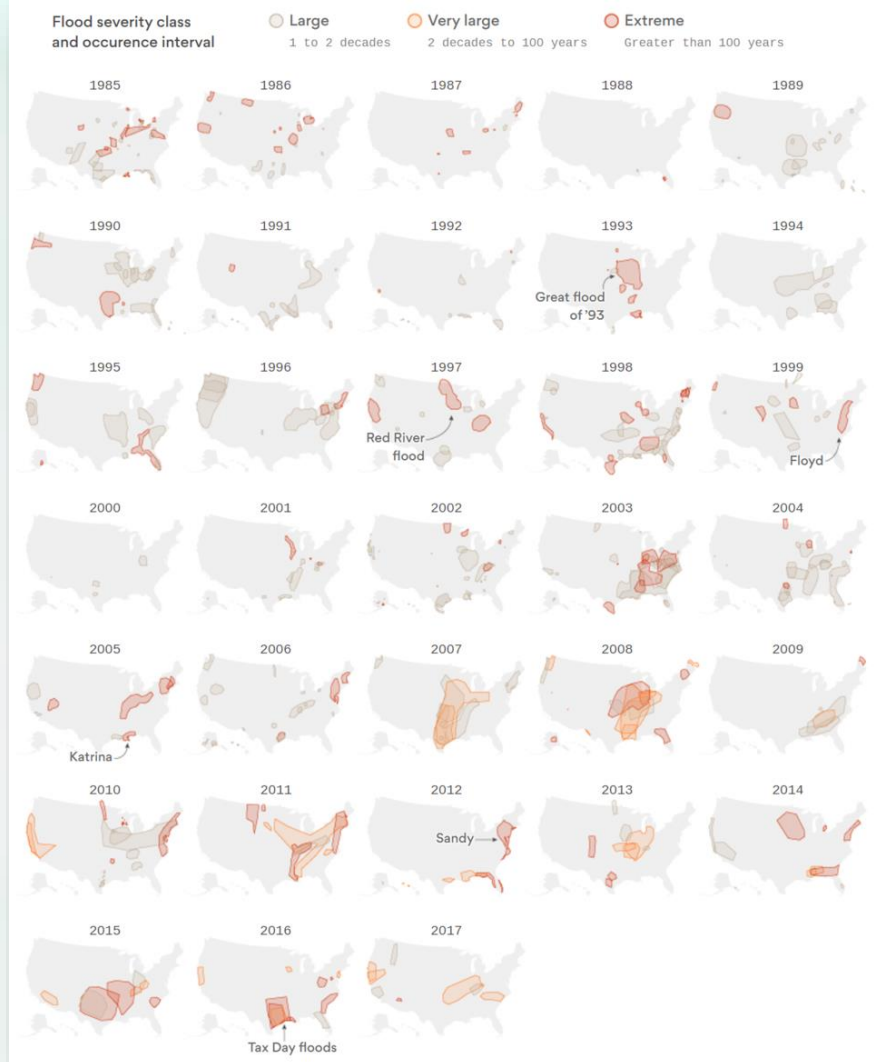 Flood severity class
and occurence interval
Large
1 to 2 decades
Very large
2 decades to 100 years
Extreme
Greater than 100 years
1985
1986
1987
1988
1989
1990
1991
1992
1993
1994
Great flood
of '93
1995
1996
1997
1998
1999
Red River
flood
Floyd
2000
2001
2002
2003
2004
2005
2006
2007
2008
2009
Katrina
2010
2011
2012
2013
2014
Sandy
2015
2016
2017
Tax Day floods